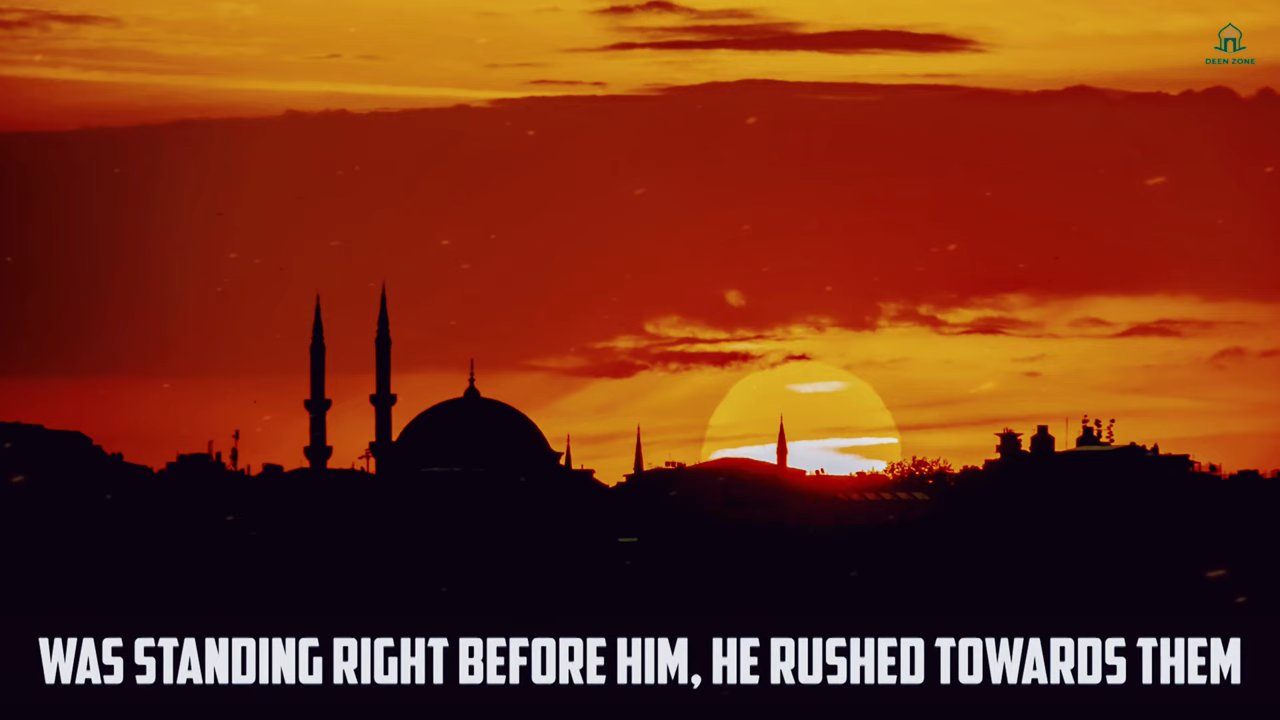 DEEN ZONE
WAS STANDING RIGHT BEFORE HIM, HE RUSHED TOWARDS THEM